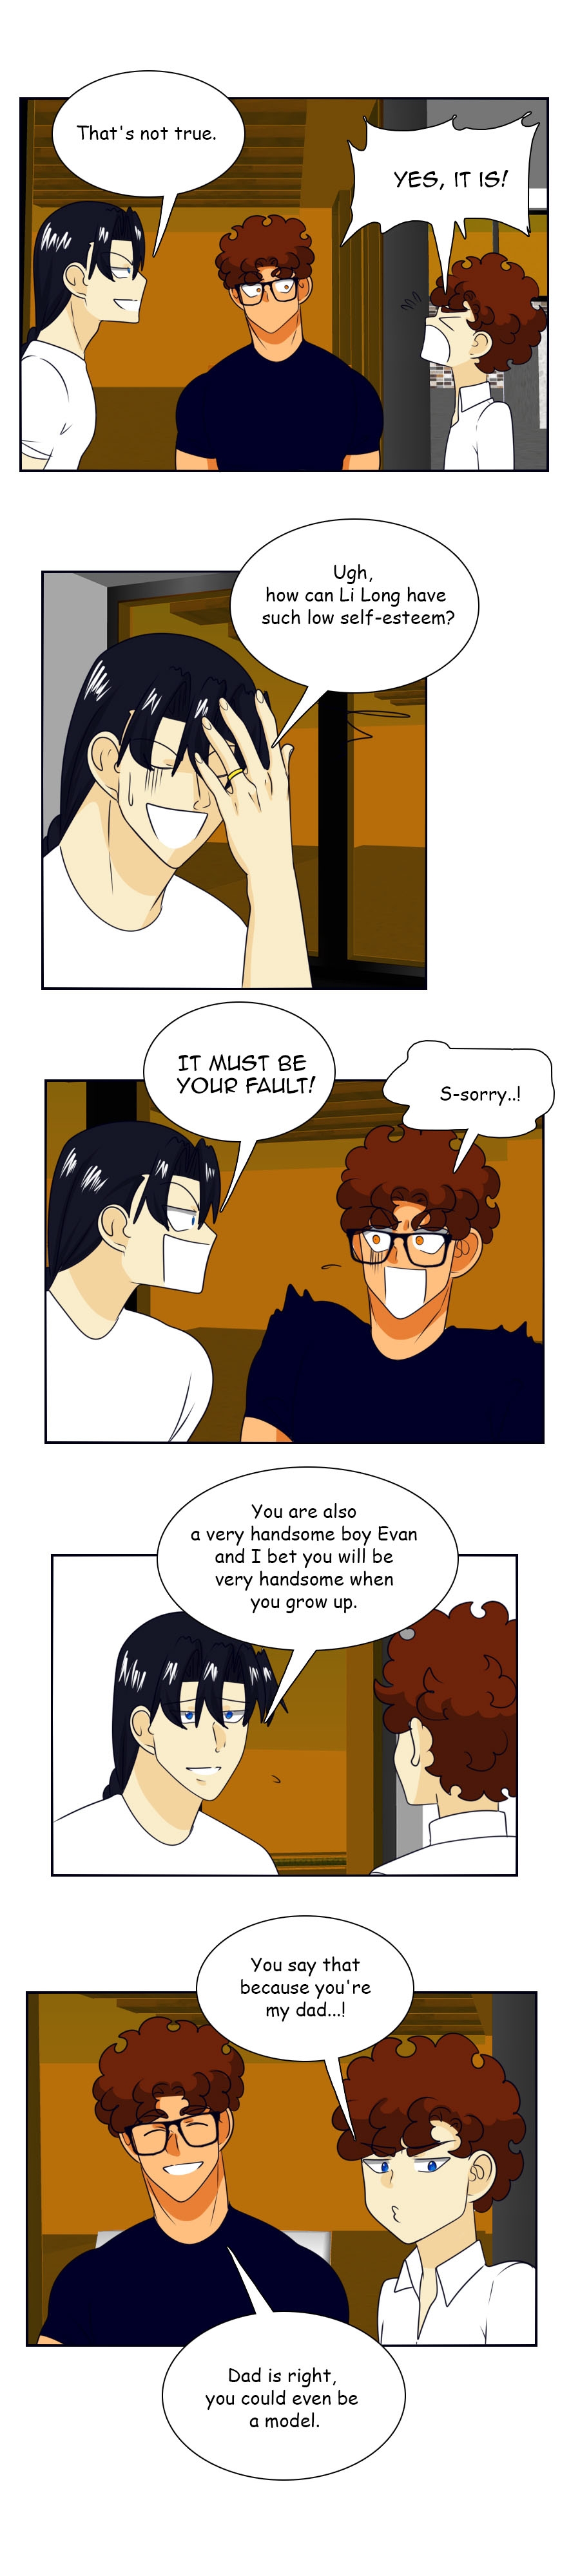 That's not true.
YES, IT IS!
Ugh,
how can Li Long have
such low self-esteem?
IT MUST BE
YOUR FAULT!
S-sorry..!
You are also
a very handsome boy Evan
and I bet you will be
very handsome when
you grow up.
You say that
because you're
my dad...!
Dad is right,
you could even be
a model.